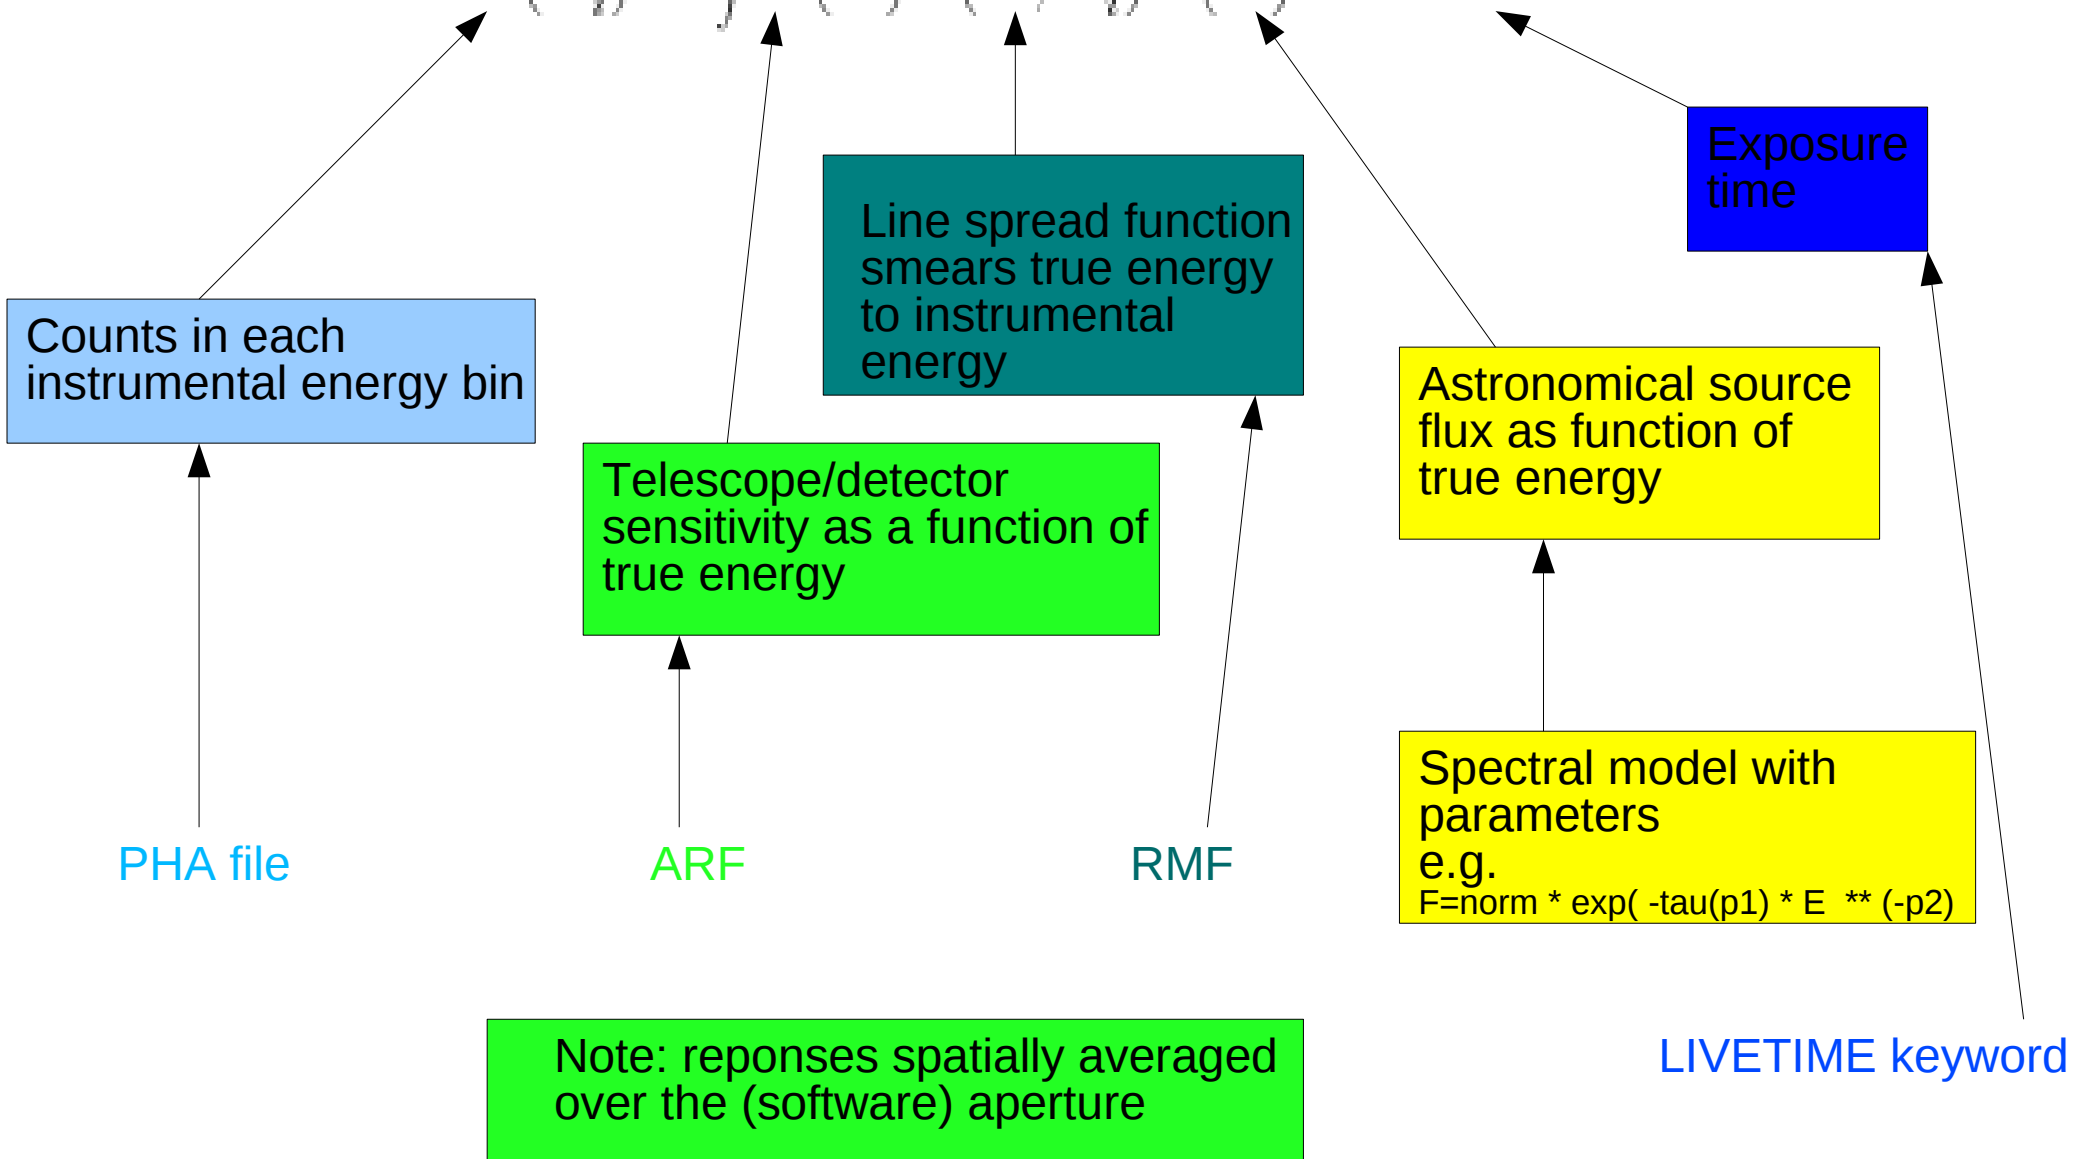 Exposure
time
Line spread function
smears true energy
to instrumental
energy
Counts in each
instrumental energy bin
Astronomical source
flux as function of
true energy
Telescope/detector
sensitivity as a function of
true energy
Spectral model with
parameters
e.g.
F=norm * exp( -tau(p1) * E ** (-p2)
PHA file
ARF
RMF
LIVETIME keyword
Note: reponses spatially averaged
over the (software) aperture